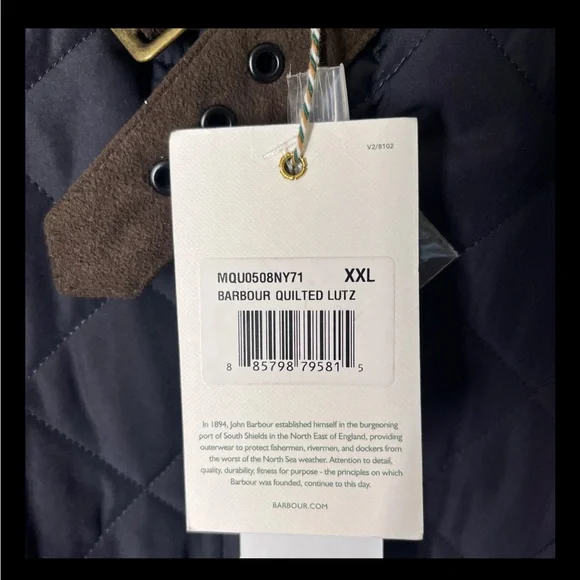 V2/8102
MQU0508NY71 XXL
BARBOUR QUILTED LUTZ
8 85798 79581 5
In 1894, John Barbour established himself in the burgeoning
port of South Shields in the North East of England, providing
outerwear to protect fishermen, rivermen, and dockers from
the worst of the North Sea weather. Attention to detail,
quality, durability, fitness for purpose - the principles on which
Barbour was founded, continue to this day.
BARBOUR.COM